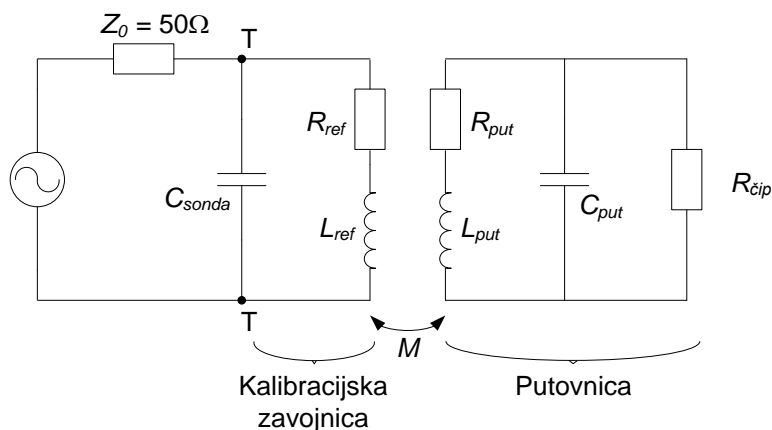 Z0 = 50Ω
T
Rref
Rput
Csonda
Cput
Rčip
Lref
Lput
T
M
Kalibracijska
zavojnica
Putovnica